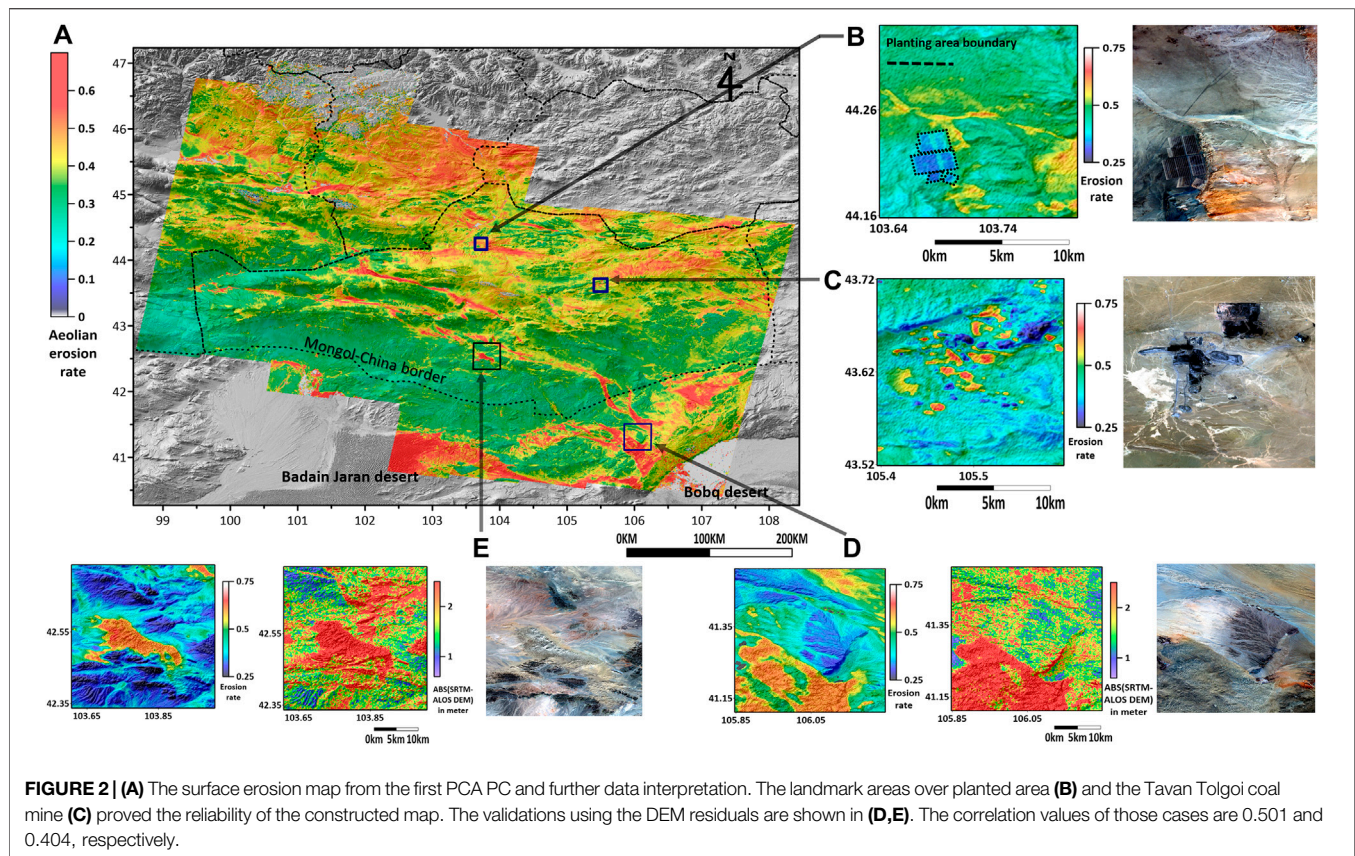 A
47
46
45
44
43
42
41
99
100
101
102
103
104
105
106
107
108
0.6
0.5
0.4
0.3
0.2
0.1
0
Aeolian
erosion
rate
Z
4
Mongol-China border
Badain Jaran desert
Bobq desert
0KM
100KM
200KM
B
Planting area boundary
44.26
44.16
103.64
103.74
0.75
0.5
0.25
Erosion
rate
0km
5km
10km
C
43.72
43.62
43.52
105.4
105.5
0.75
0.5
0.25
Erosion
rate
0km
5km
10km
E
42.55
42.35
103.65
103.85
0.75
0.5
0.25
Erosion
rate
42.55
42.35
103.65
103.85
2
1
ABS(SRTM-
ALOS DEM)
in meter
0km 5km 10km
D
41.35
41.15
105.85
106.05
0.75
0.5
0.25
Erosion
rate
41.35
41.15
105.85
106.05
2
1
ABS(SRTM-
ALOS DEM)
in meter
0km 5km 10km
FIGURE 2 | (A) The surface erosion map from the first PCA PC and further data interpretation. The landmark areas over planted area (B) and the Tavan Tolgoi coal
mine (C) proved the reliability of the constructed map. The validations using the DEM residuals are shown in (D,E). The correlation values of those cases are 0.501 and
0.404, respectively.